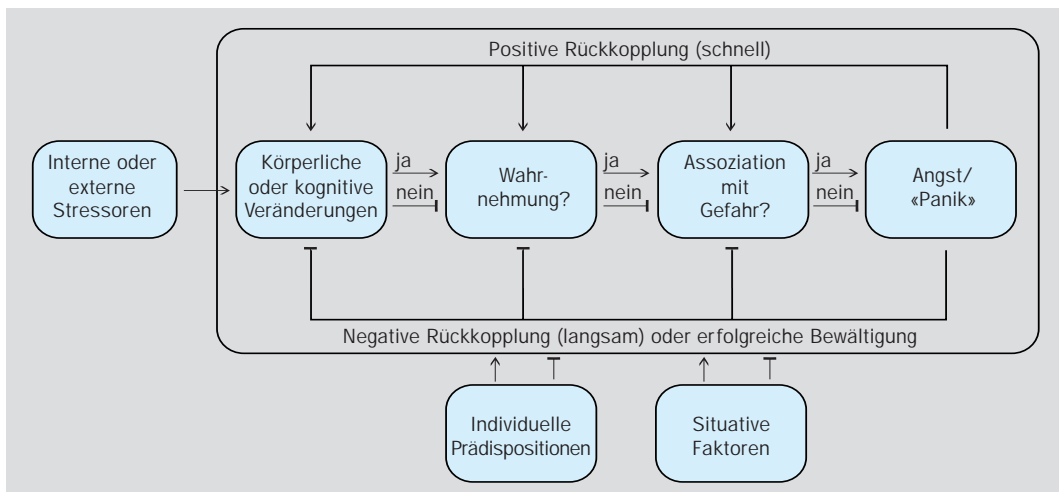 Positive Rückkopplung (schnell)
Interne oder
externe
Stressoren
Körperliche
oder kognitive
Veränderungen
ja
nein
Wahr-
nehmung?
ja
nein
Assoziation
mit
Gefahr?
ja
nein
Angst/
«Panik»
Negative Rückkopplung (langsam) oder erfolgreiche Bewältigung
Individuelle
Prädispositionen
Situative
Faktoren